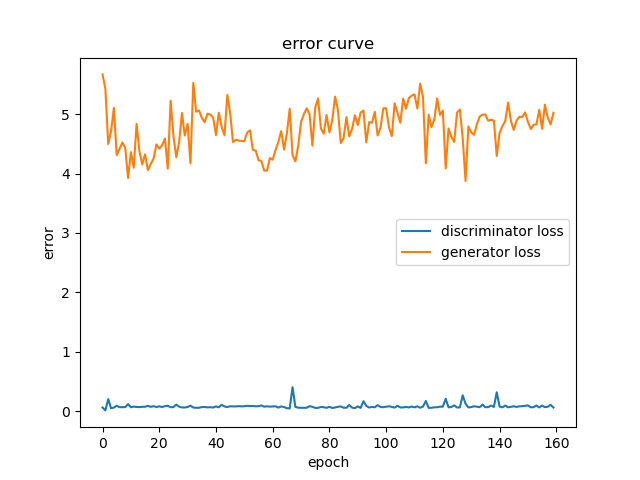 error curve
error
5
4
3
2
1
0
discriminator loss
generator loss
0 20 40 60 80 100 120 140 160
epoch